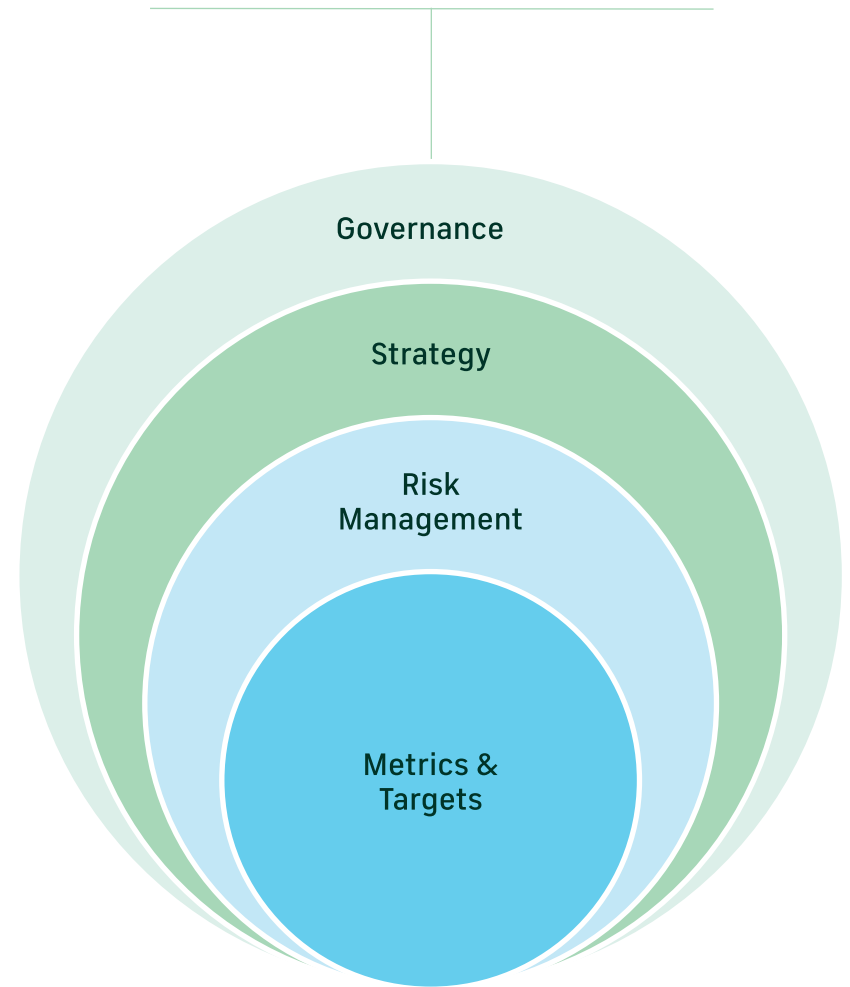 Governance
Strategy
Risk
Management
Metrics &
Targets